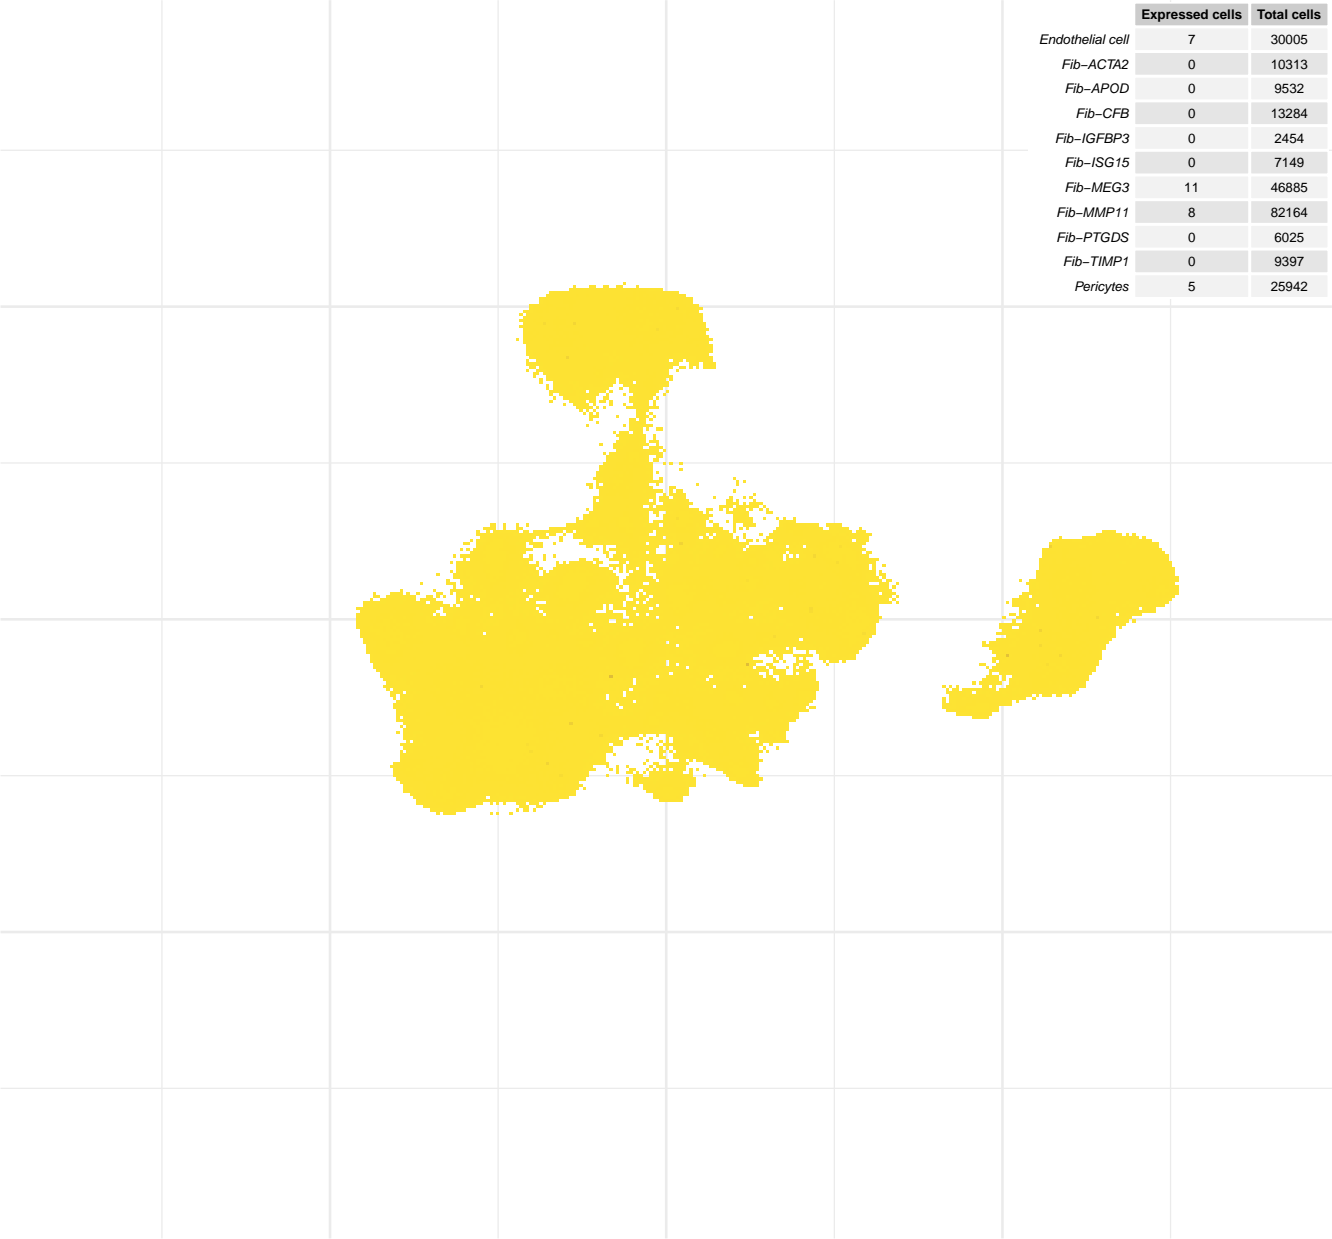 Expressed cells Total cells
Endothelial cell 7 30005
Fib−ACTA2 0 10313
Fib−APOD 0 9532
Fib−CFB 0 13284
Fib−IGFBP3 0 2454
Fib−ISG15 0 7149
Fib−MEG3 11 46885
Fib−MMP11 8 82164
Fib−PTGDS 0 6025
Fib−TIMP1 0 9397
Pericytes 5 25942